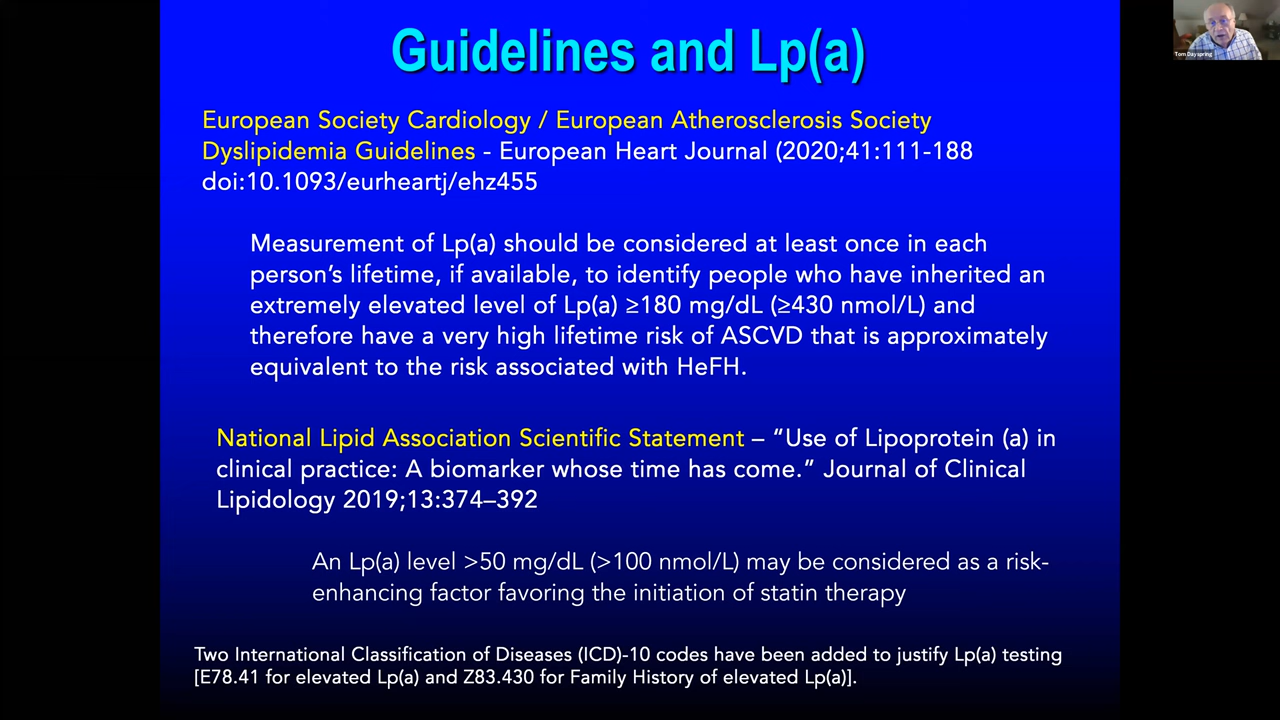 Guidelines and Lp(a)
Tom Dayspring
European Society Cardiology / European Atherosclerosis Society
Dyslipidemia Guidelines - European Heart Journal (2020;41:111-188
doi:10.1093/eurheartj/ehz455
Measurement of Lp(a) should be considered at least once in each
person’s lifetime, if available, to identify people who have inherited an
extremely elevated level of Lp(a) ≥180 mg/dL (≥430 nmol/L) and
therefore have a very high lifetime risk of ASCVD that is approximately
equivalent to the risk associated with HeFH.
National Lipid Association Scientific Statement – “Use of Lipoprotein (a) in
clinical practice: A biomarker whose time has come.” Journal of Clinical
Lipidology 2019;13:374–392
An Lp(a) level >50 mg/dL (>100 nmol/L) may be considered as a risk-
enhancing factor favoring the initiation of statin therapy
Two International Classification of Diseases (ICD)-10 codes have been added to justify Lp(a) testing
[E78.41 for elevated Lp(a) and Z83.430 for Family History of elevated Lp(a)].